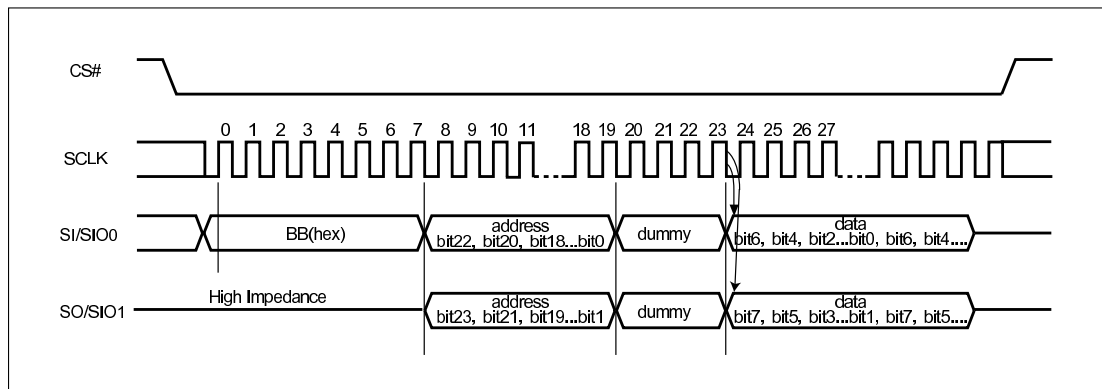 CS#
0 1 2 3 4 5 6 7 8 9 10 11 18 19 20 21 22 23 24 25 26 27
SCLK
SI/SIO0
BB(hex)
address
bit22, bit20, bit18...bit0
dummy
data
bit6, bit4, bit2...bit0, bit6, bit4....
High Impedance
SO/SIO1
address
bit23, bit21, bit19...bit1
dummy
data
bit7, bit5, bit3...bit1, bit7, bit5....